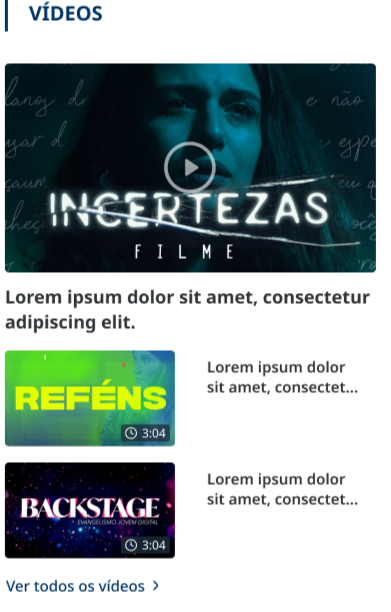 VÍDEOS
lanos d
e não
yar d
espe
INCERTEZAS
FILME
Lorem ipsum dolor sit amet, consectetur
adipiscing elit.
REFÉNS
3:04
Lorem ipsum dolor
sit amet, consectet...
BACKSTAGE
EVANGELISMO JOVEM DIGITAL
3:04
Lorem ipsum dolor
sit amet, consectet...
Ver todos os vídeos >